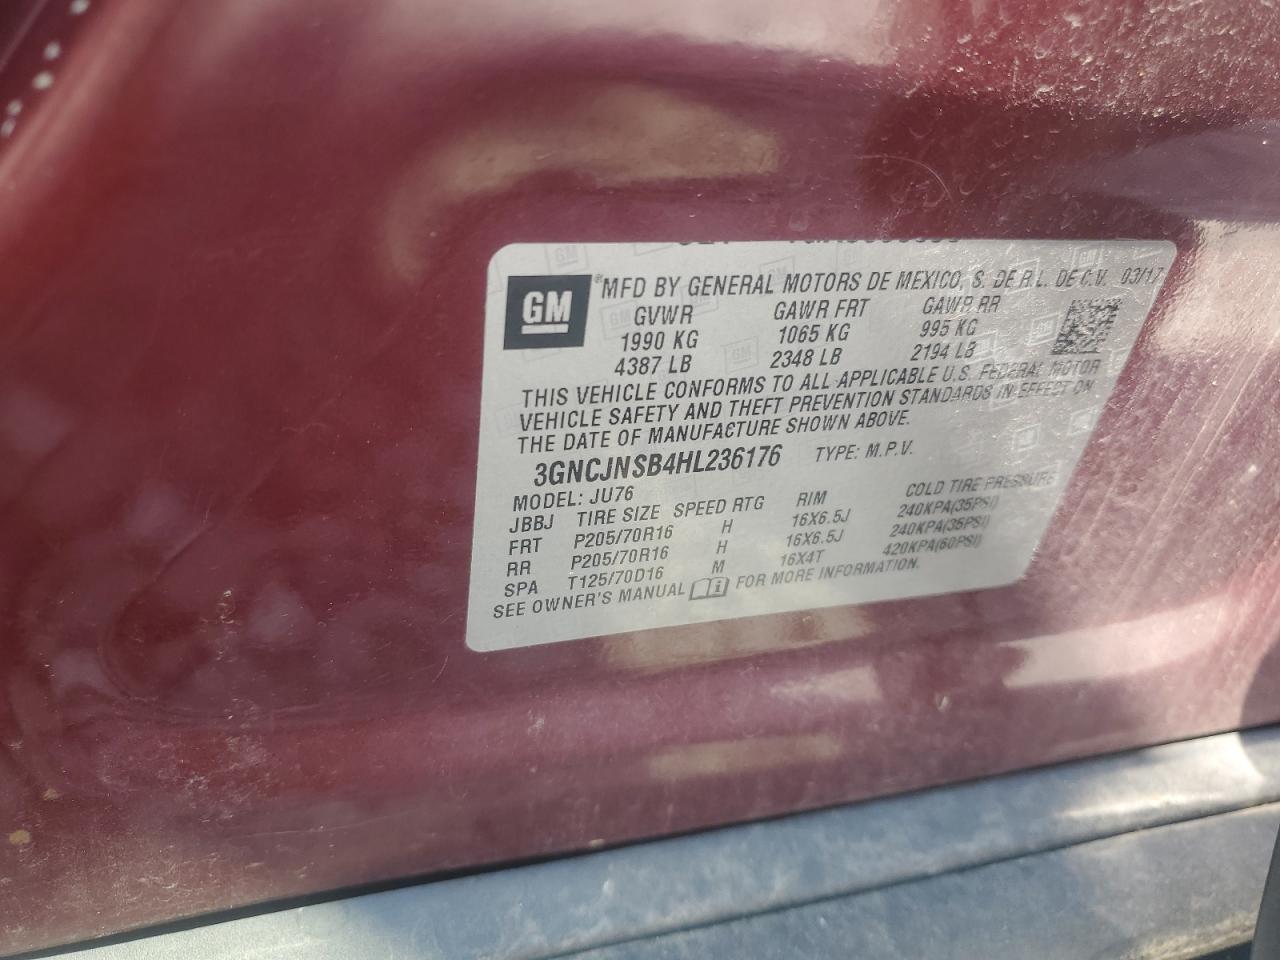 GM
®MFD BY GENERAL MOTORS DE MEXICO, S. DE R.L. DE C.V. 03/17
GVWR GAWR FRT GAWR RR
1990 KG 1065 KG 995 KG
4387 LB 2348 LB 2194 LB
THIS VEHICLE CONFORMS TO ALL APPLICABLE U.S. FEDERAL MOTOR
VEHICLE SAFETY AND THEFT PREVENTION STANDARDS IN EFFECT ON
THE DATE OF MANUFACTURE SHOWN ABOVE.
3GNCJNSB4HL236176 TYPE: M.P.V.
MODEL: JU76
JBBJ TIRE SIZE SPEED RTG RIM COLD TIRE PRESSURE
FRT P205/70R16 H 16X6.5J 240KPA(35PSI)
RR P205/70R16 H 16X6.5J 240KPA(35PSI)
SPA T125/70D16 M 16X4T 420KPA(60PSI)
SEE OWNER'S MANUAL FOR MORE INFORMATION.